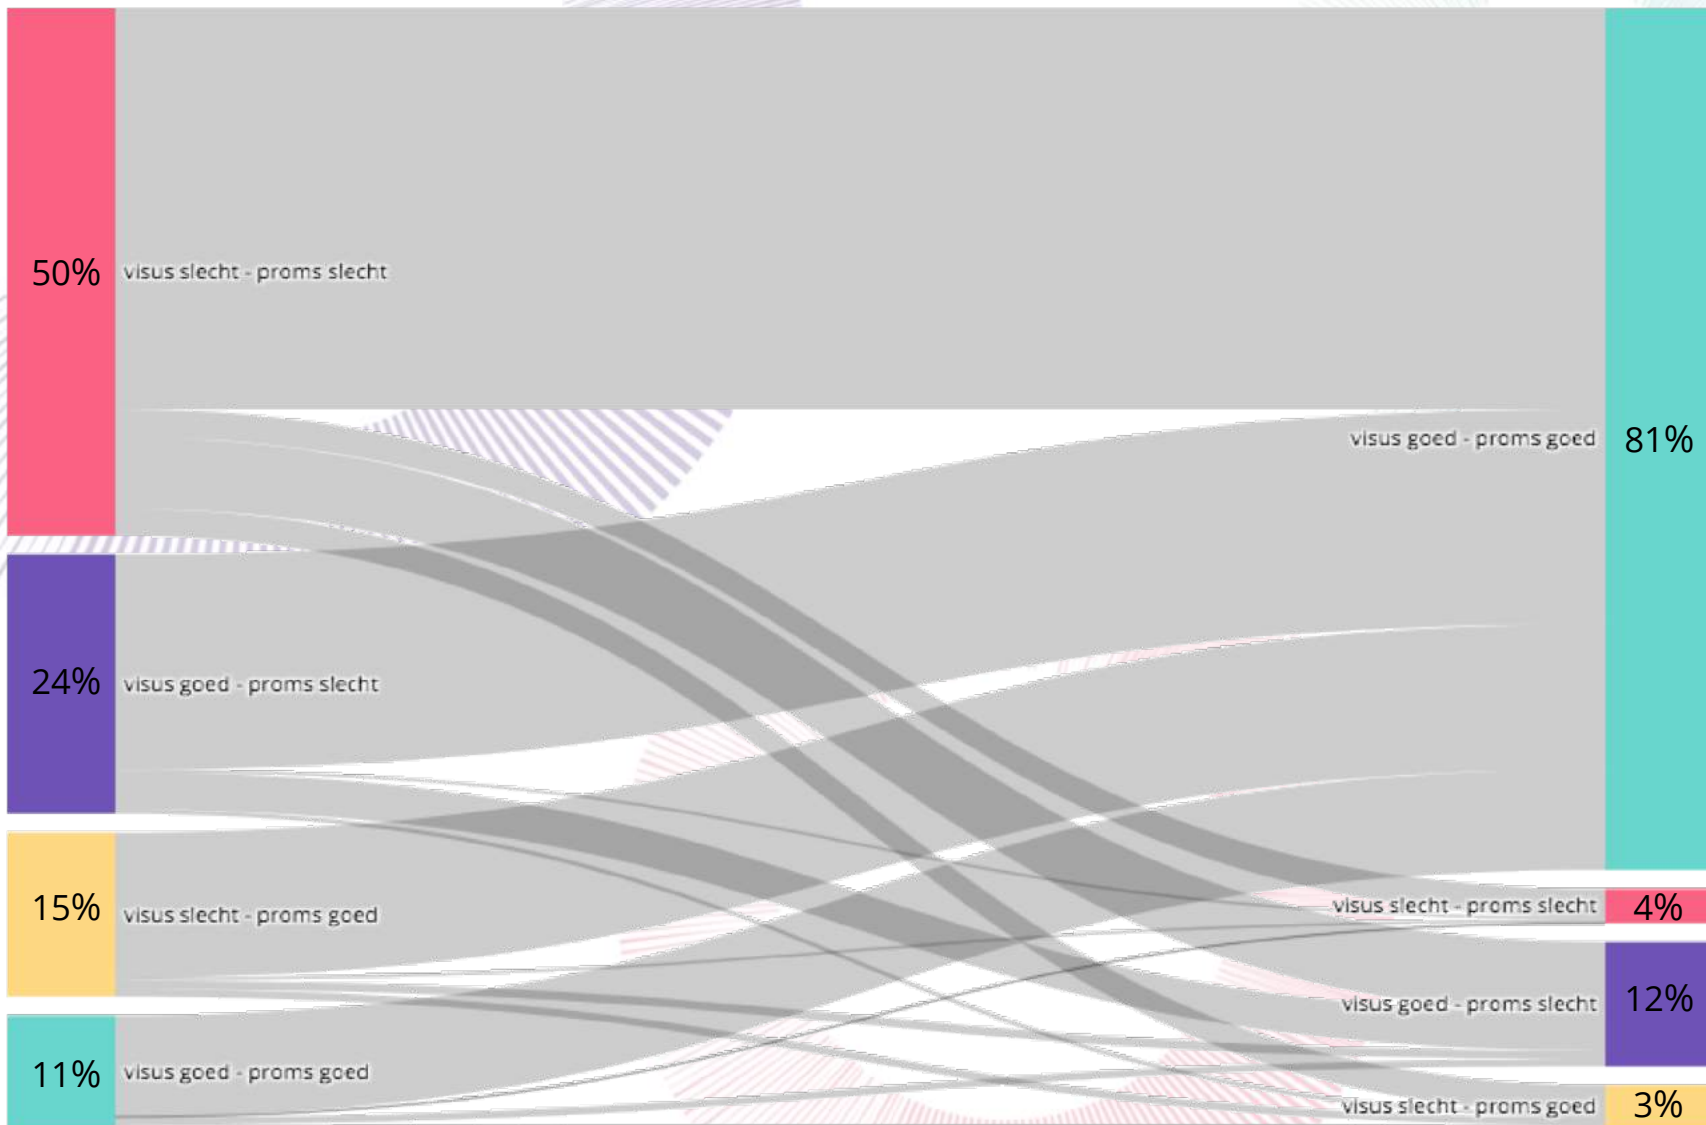 50% visus slecht - proms slecht
visus goed - proms goed 81%
24% visus goed - proms slecht
15% visus slecht - proms goed
visus slecht - proms slecht 4%
visus goed - proms slecht 12%
11% visus goed - proms goed
visus slecht - proms goed 3%